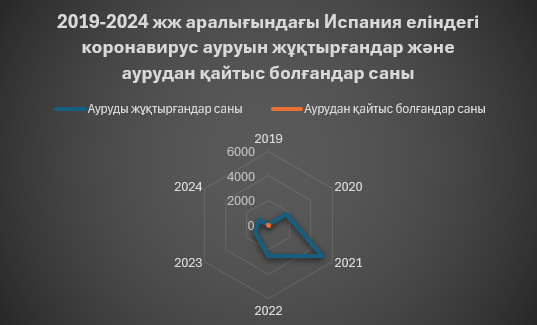 2019-2024 жж аралығындағы Испания еліндегі
коронавирус ауруын жұқтырғандар және
аурудан қайтыс болғандар саны
Ауруды жұқтырғандар саны
Аурудан қайтыс болғандар саны
2019
6000
4000
2000
0
2020
2021
2022
2023
2024